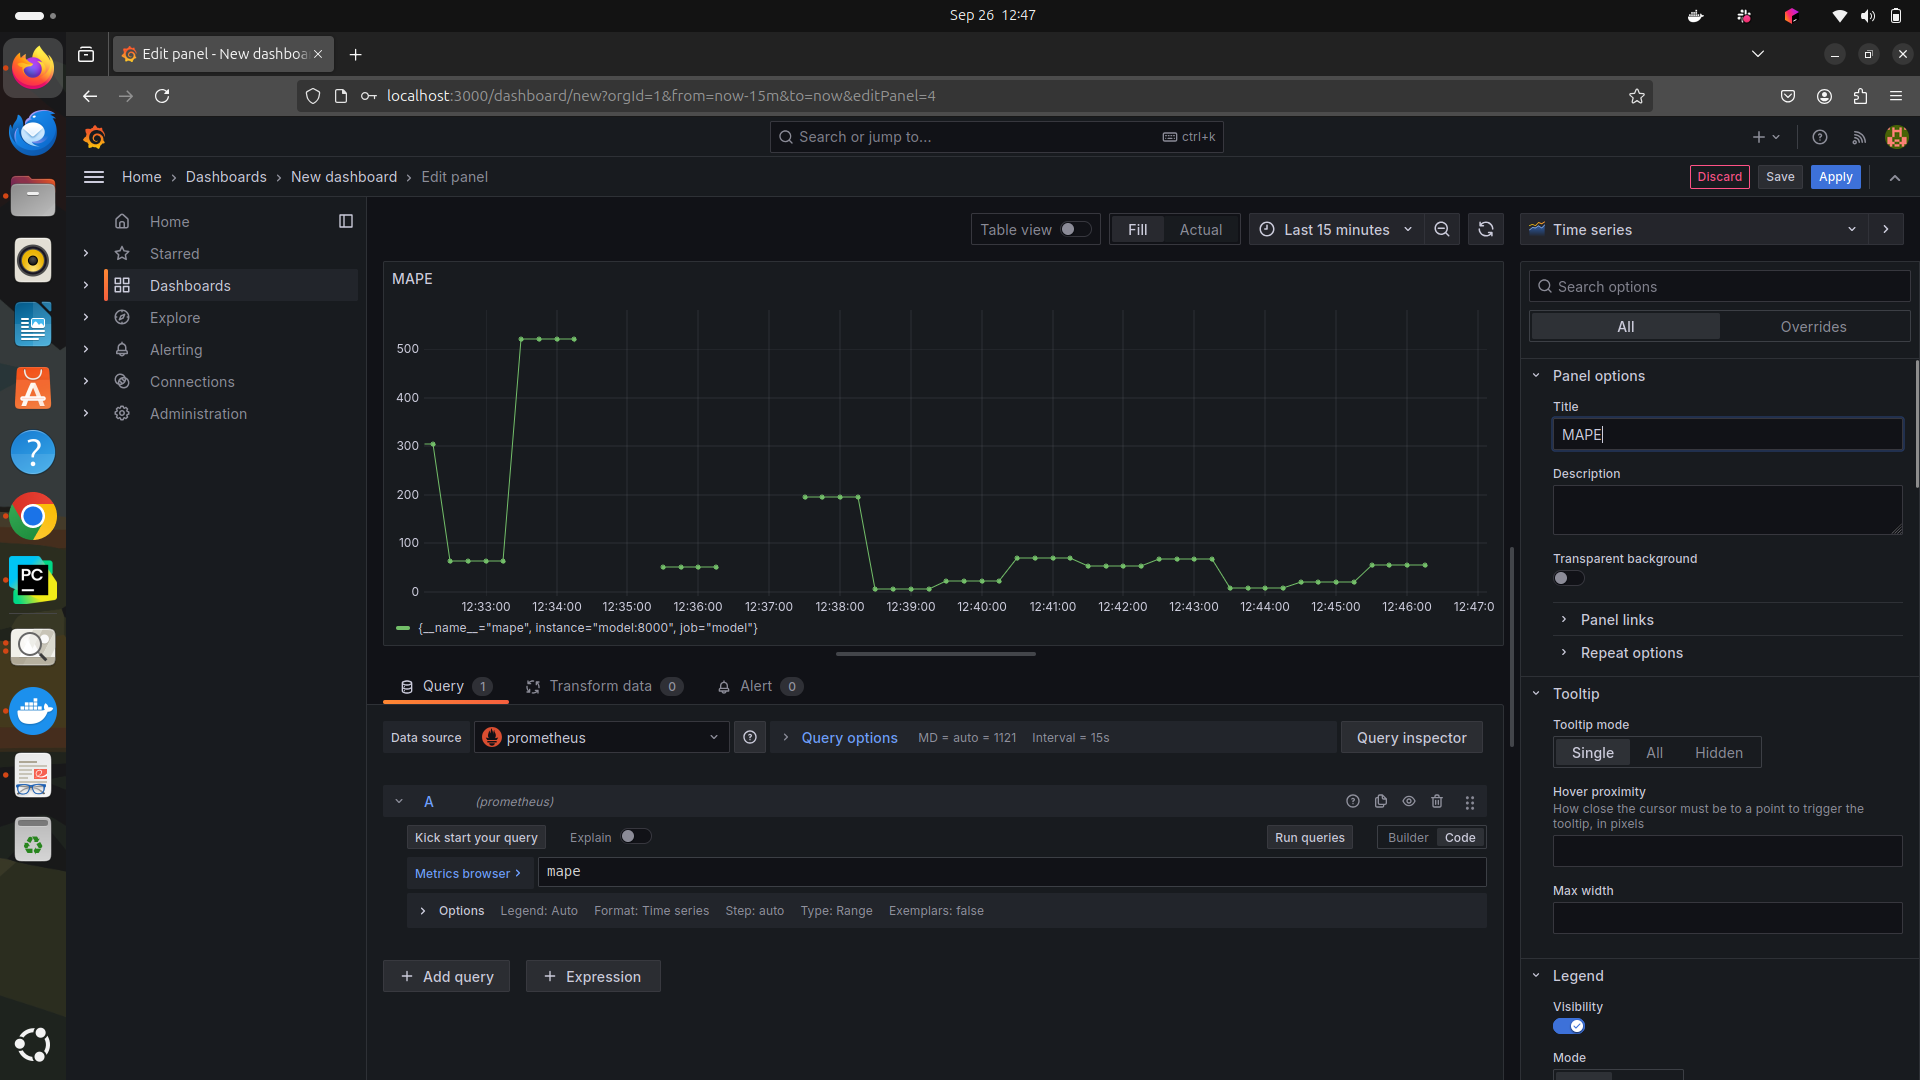 Sep 26 12:47
Edit panel - New dashboa
localhost:3000/dashboard/new?orgId=1&from=now-15m&to=now&editPanel=4
Search or jump to...
ctrl+k
Home › Dashboards › New dashboard › Edit panel
Discard
Save
Apply
Home
Starred
Dashboards
Explore
Alerting
Connections
Administration
Table view
Fill
Actual
Last 15 minutes
Time series
MAPE
500
400
300
200
100
0
12:33:00 12:34:00 12:35:00 12:36:00 12:37:00 12:38:00 12:39:00 12:40:00 12:41:00 12:42:00 12:43:00 12:44:00 12:45:00 12:46:00 12:47:0
{__name__="mape", instance="model:8000", job="model"}
Query 1
Transform data 0
Alert 0
Data source
prometheus
Query options
MD = auto = 1121
Interval = 15s
Query inspector
A
(prometheus)
Kick start your query
Explain
Run queries
Builder
Code
Metrics browser
mape
Options
Legend: Auto
Format: Time series
Step: auto
Type: Range
Exemplars: false
Add query
Expression
Search options
All
Overrides
Panel options
Title
MAPE
Description
Transparent background
Panel links
Repeat options
Tooltip
Tooltip mode
Single
All
Hidden
Hover proximity
How close the cursor must be to a point to trigger the
tooltip, in pixels
Max width
Legend
Visibility
Mode
PC